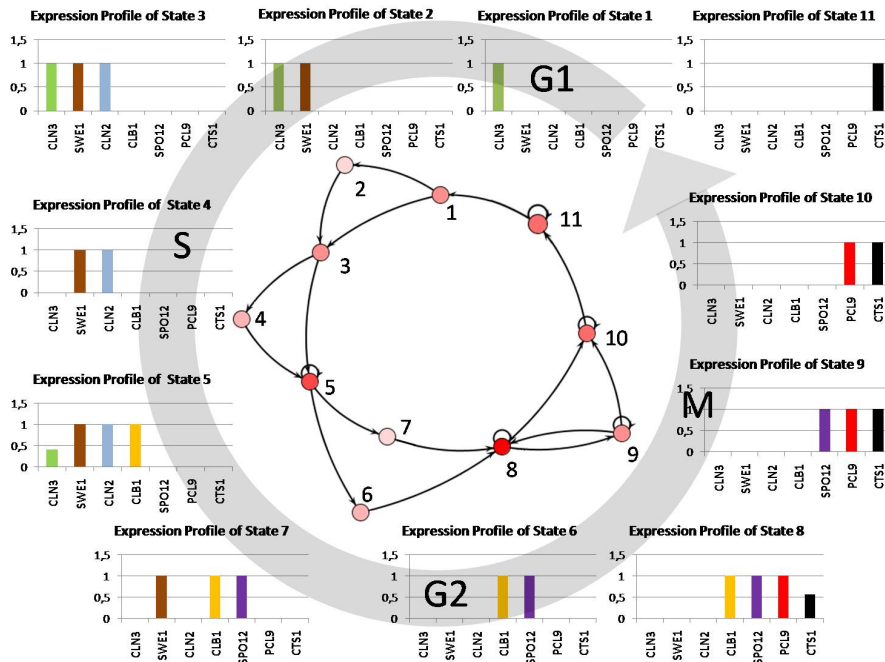 Expression Profile of State 3
1,5
1
0,5
0
CLN3
SWE1
CLN2
CLB1
SPO12
PCL9
CTS1
Expression Profile of State 2
1,5
1
0,5
0
CLN3
SWE1
CLN2
CLB1
SPO12
PCL9
CTS1
Expression Profile of State 1
1,5
1
0,5
0
G1
CLN3
SWE1
CLN2
CLB1
SPO12
PCL9
CTS1
Expression Profile of State 11
1,5
1
0,5
0
CLN3
SWE1
CLN2
CLB1
SPO12
PCL9
CTS1
Expression Profile of State 4
1,5
1
0,5
0
S
CLN3
SWE1
CLN2
CLB1
SPO12
PCL9
CTS1
2
1
11
3
4
10
5
7
9
8
6
Expression Profile of State 10
1,5
1
0,5
0
CLN3
SWE1
CLN2
CLB1
SPO12
PCL9
CTS1
Expression Profile of State 5
1,5
1
0,5
0
CLN3
SWE1
CLN2
CLB1
SPO12
PCL9
CTS1
Expression Profile of State 9
1,5
1
0,5
0
M
CLN3
SWE1
CLN2
CLB1
SPO12
PCL9
CTS1
Expression Profile of State 7
1,5
1
0,5
0
CLN3
SWE1
CLN2
CLB1
SPO12
PCL9
CTS1
Expression Profile of State 6
1,5
1
0,5
0
G2
CLN3
SWE1
CLN2
CLB1
SPO12
PCL9
CTS1
Expression Profile of State 8
1,5
1
0,5
0
CLN3
SWE1
CLN2
CLB1
SPO12
PCL9
CTS1